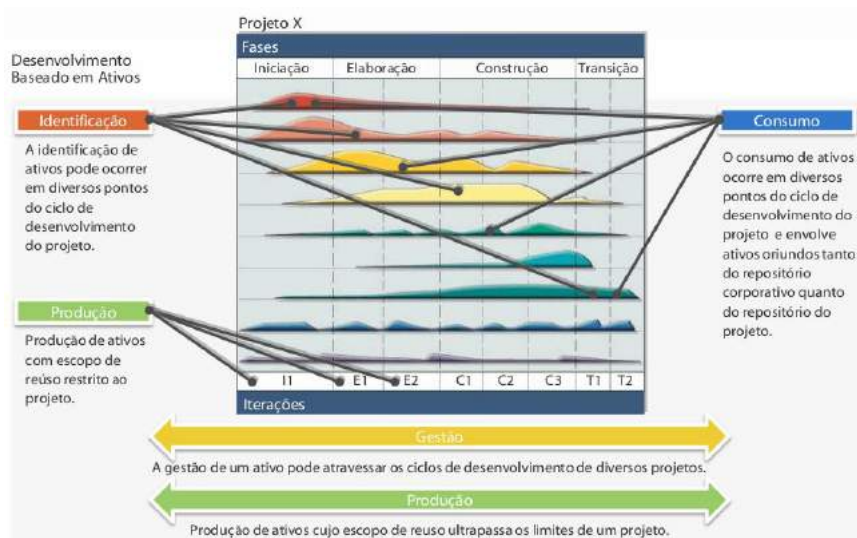 Projeto X
Fases
Iniciação Elaboração Construção Transição
Desenvolvimento
Baseado em Ativos
Identificação
A identificação de
ativos pode ocorrer
em diversos pontos
do ciclo de
desenvolvimento
do projeto.
Produção
Produção de ativos
com escopo de
reúso restrito ao
projeto.
Consumo
O consumo de ativos
ocorre em diversos
pontos do ciclo de
desenvolvimento do
projeto e envolve
ativos oriundos tanto
do repositório
corporativo quanto
do repositório do
projeto.
I1 E1 E2 C1 C2 C3 T1 T2
Iterações
Gestão
A gestão de um ativo pode atravessar os ciclos de desenvolvimento de diversos projetos.
Produção
Produção de ativos cujo escopo de reuso ultrapassa os limites de um projeto.